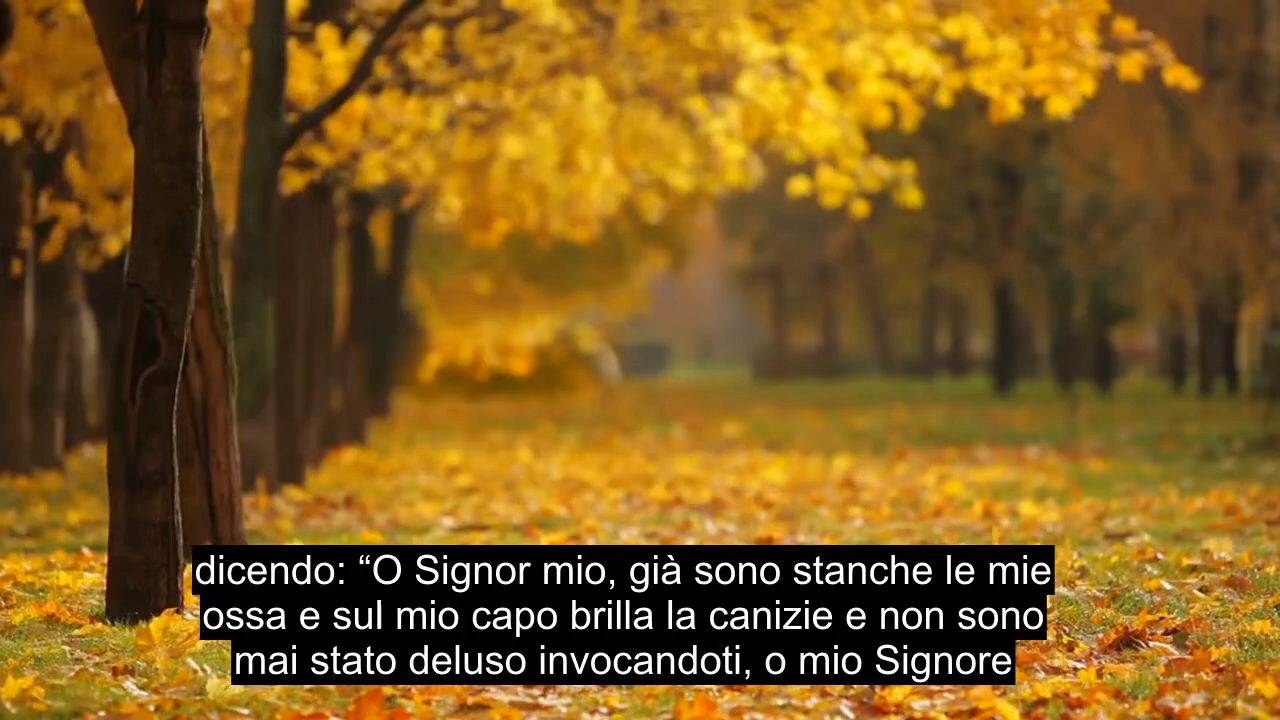 dicendo: “O Signor mio, già sono stanche le mie
ossa e sul mio capo brilla la canizie e non sono
mai stato deluso invocandoti, o mio Signore